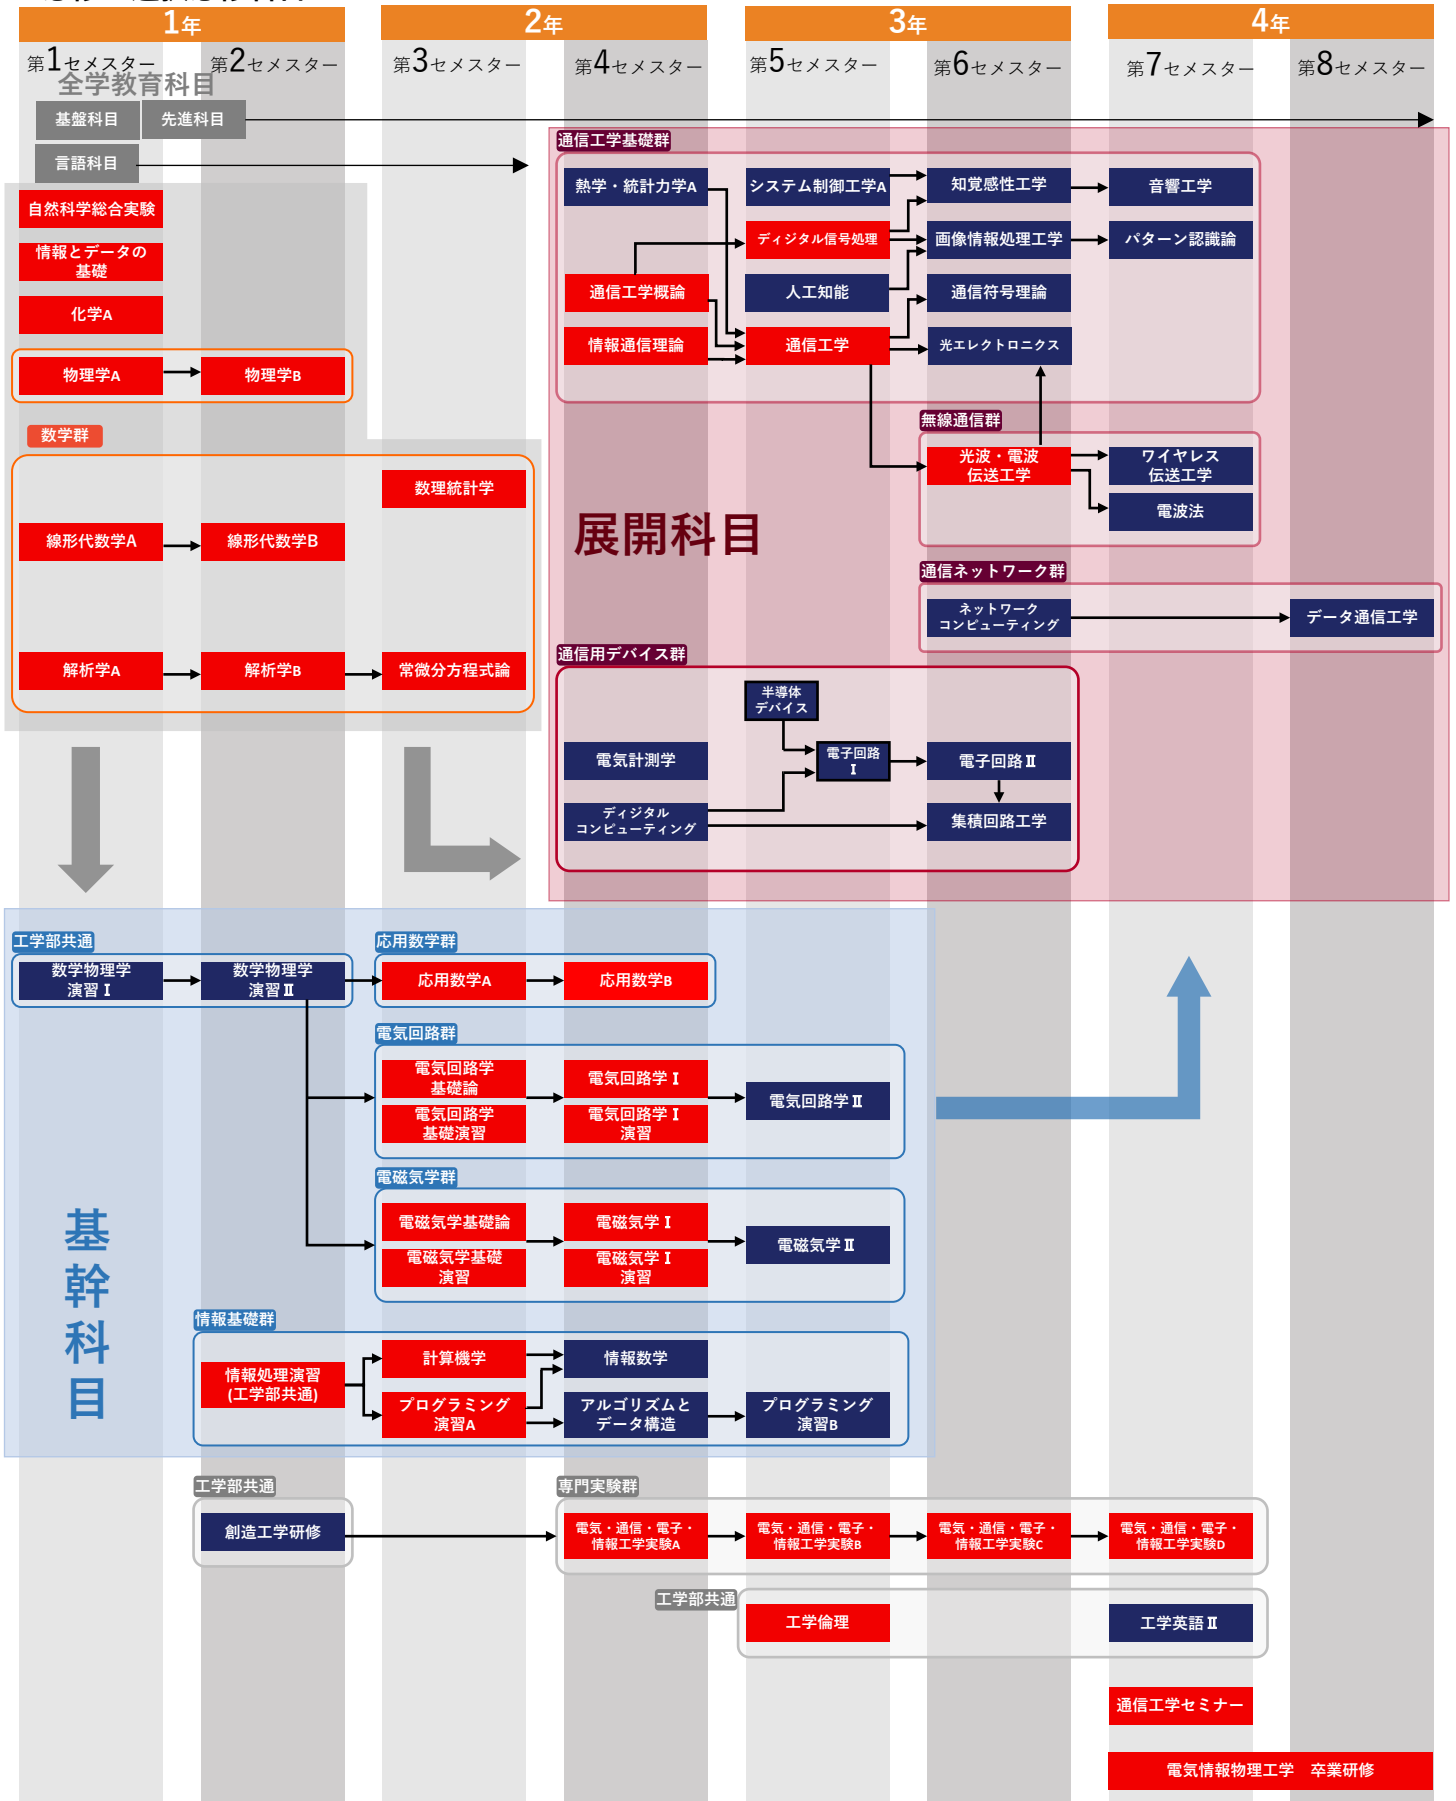 1年
2年
3年
4年
第1セメスター
第2セメスター
第3セメスター
第4セメスター
第5セメスター
第6セメスター
第7セメスター
第8セメスター
全学教育科目
基盤科目
先進科目
言語科目
自然科学総合実験
情報とデータの
基礎
化学A
物理学A
物理学B
数学群
数理統計学
線形代数学A
線形代数学B
解析学A
解析学B
常微分方程式論
展開科目
通信工学基礎群
熱学・統計力学A
システム制御工学A
知覚感性工学
音響工学
ディジタル信号処理
画像情報処理工学
パターン認識論
通信工学概論
人工知能
通信符号理論
情報通信理論
通信工学
光エレクトロニクス
無線通信群
光波・電波
伝送工学
ワイヤレス
伝送工学
電波法
通信ネットワーク群
ネットワーク
コンピューティング
データ通信工学
通信用デバイス群
半導体
デバイス
電気計測学
電子回路
Ⅰ
電子回路Ⅱ
ディジタル
コンピューティング
集積回路工学
基幹科目
工学部共通
数学物理学
演習Ⅰ
数学物理学
演習Ⅱ
応用数学群
応用数学A
応用数学B
電気回路群
電気回路学
基礎論
電気回路学Ⅰ
電気回路学Ⅱ
電気回路学
基礎演習
電気回路学Ⅰ
演習
電磁気学群
電磁気学基礎論
電磁気学Ⅰ
電磁気学Ⅱ
電磁気学基礎
演習
電磁気学Ⅰ
演習
情報基礎群
情報処理演習
(工学部共通)
計算機学
情報数学
プログラミング
演習A
アルゴリズムと
データ構造
プログラミング
演習B
工学部共通
創造工学研修
専門実験群
電気・通信・電子・
情報工学実験A
電気・通信・電子・
情報工学実験B
電気・通信・電子・
情報工学実験C
電気・通信・電子・
情報工学実験D
工学部共通
工学倫理
工学英語Ⅱ
通信工学セミナー
電気情報物理工学　卒業研修